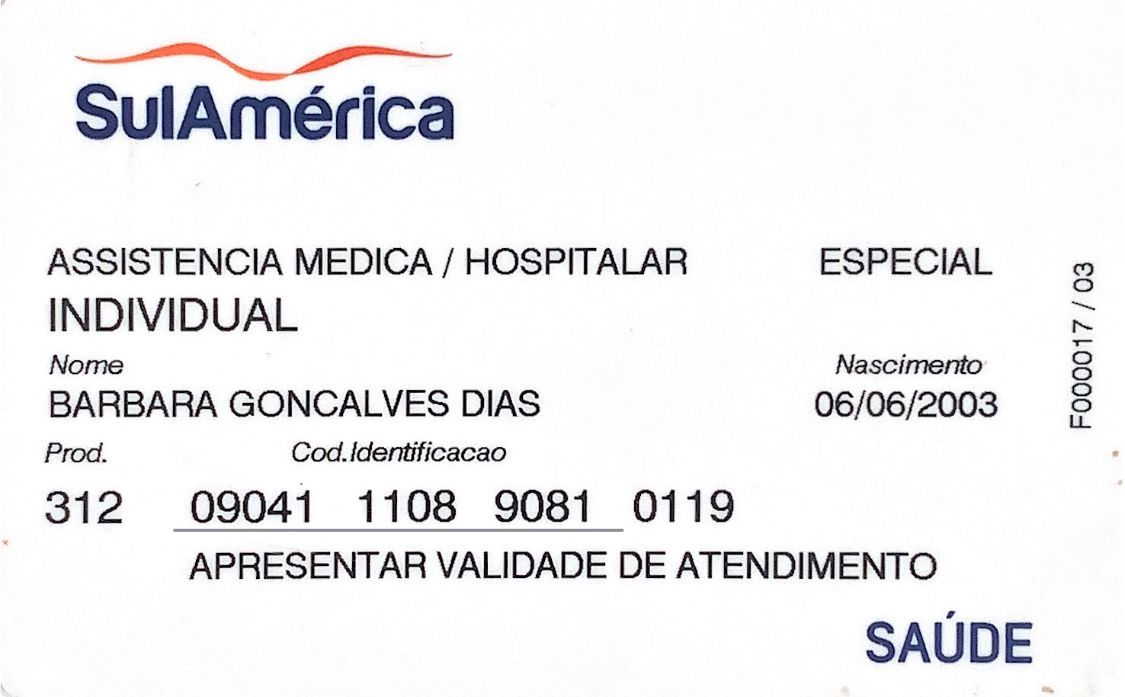 SulAmérica
ASSISTENCIA MEDICA / HOSPITALAR ESPECIAL
INDIVIDUAL
Nome Nascimento
BARBARA GONCALVES DIAS 06/06/2003
Prod. Cod.Identificacao
312 09041 1108 9081 0119
APRESENTAR VALIDADE DE ATENDIMENTO
SAÚDE
F000017 / 03